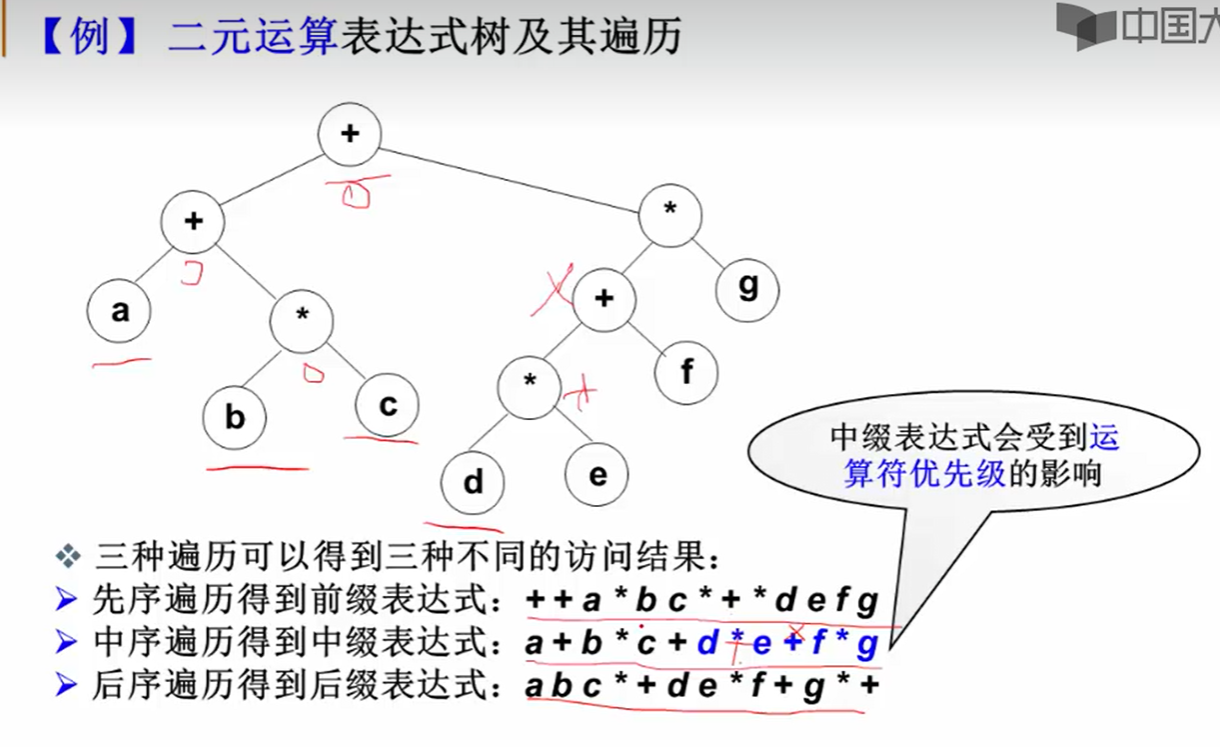 【例】 二元运算表达式树及其遍历
中国大
+
+
*
a
*
+
g
b
c
*
f
d
e
中缀表达式会受到运
算符优先级的影响
❖ 三种遍历可以得到三种不同的访问结果：
➢ 先序遍历得到前缀表达式：+ + a * b c * + * d e f g
➢ 中序遍历得到中缀表达式：a + b * c + d * e + f * g
➢ 后序遍历得到后缀表达式：a b c * + d e * f + g * +